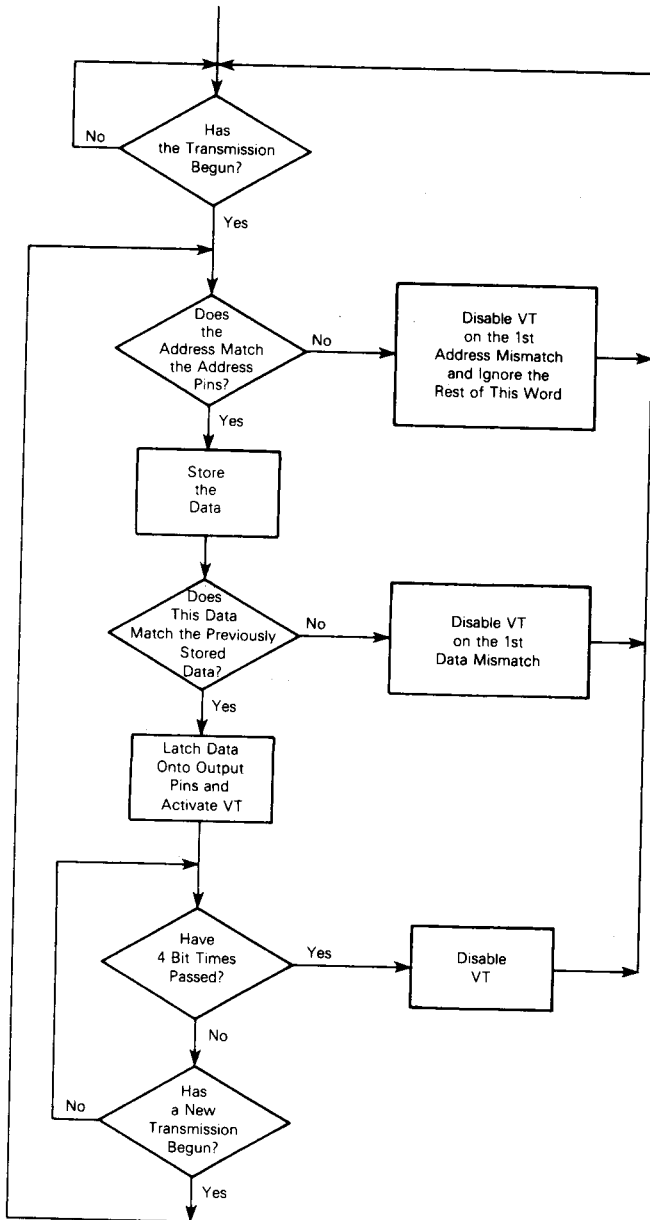 Has
the Transmission
Begun?
No
Yes
Does
the
Address Match
the Address
Pins?
No
Disable VT
on the 1st
Address Mismatch
and Ignore the
Rest of This Word
Yes
Store
the
Data
Does
This Data
Match the Previously
Stored
Data?
No
Disable VT
on the 1st
Data Mismatch
Yes
Latch Data
Onto Output
Pins and
Activate VT
Have
4 Bit Times
Passed?
Yes
Disable
VT
No
Has
a New
Transmission
Begun?
No
Yes